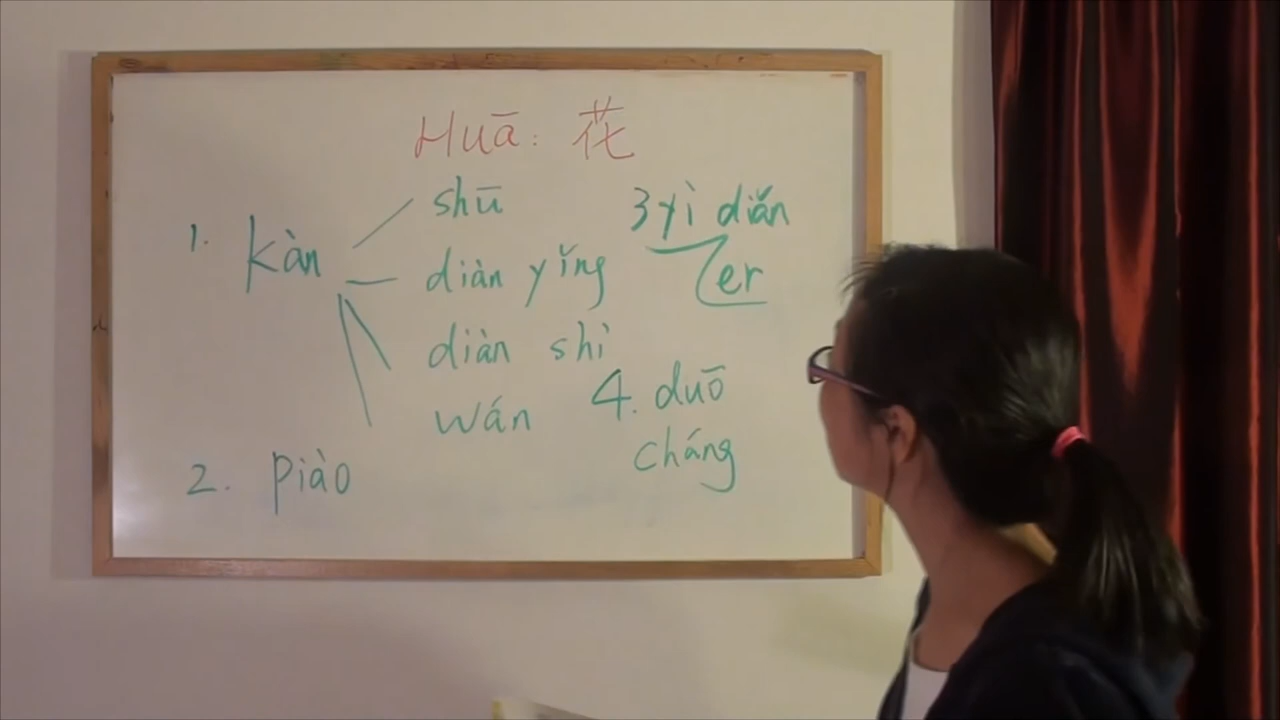 Huā: 花
1. kàn
shū
diàn yǐng
diàn shì
wán
2. Piào
3 yì diǎn
er
4. duō
cháng